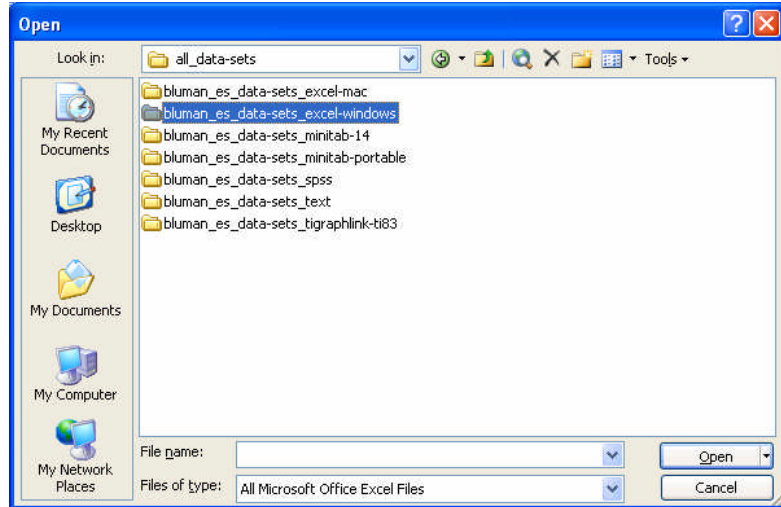 Open
Look in: all_data-sets Tools
bluman_es_data-sets_excel-mac
bluman_es_data-sets_excel-windows
bluman_es_data-sets_minitab-14
bluman_es_data-sets_minitab-portable
bluman_es_data-sets_spss
bluman_es_data-sets_text
bluman_es_data-sets_tigraphlink-ti83
My Recent
Documents
Desktop
My Documents
My Computer
My Network
Places
File name: Open
Files of type: All Microsoft Office Excel Files Cancel